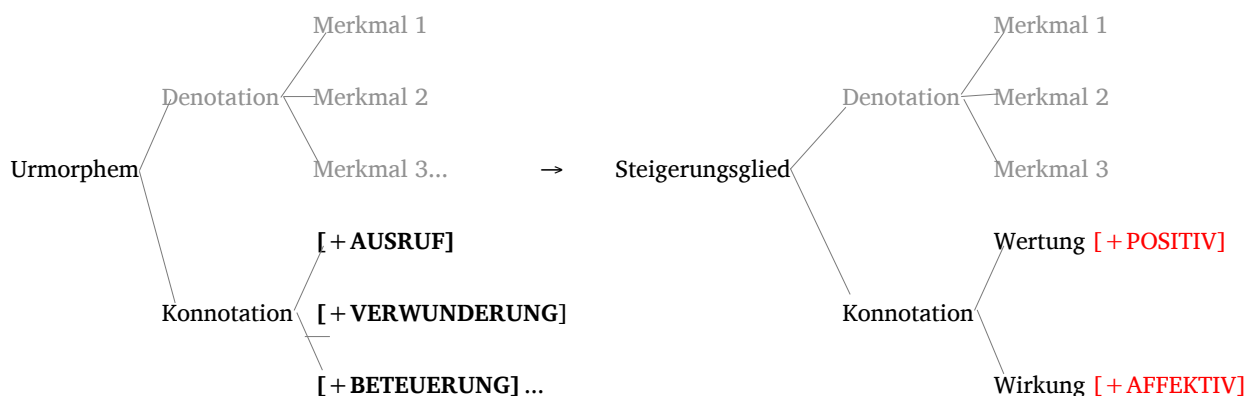 Merkmal 1 Merkmal 1
Denotation Merkmal 2 Denotation Merkmal 2
Urmorphem Merkmal 3... → Steigerungsglied Merkmal 3
[+AUSRUF] Wertung [+POSITIV]
Konnotation [+VERWUNDERUNG] Konnotation
[+BETEUERUNG] ... Wirkung [+AFFEKTIV]